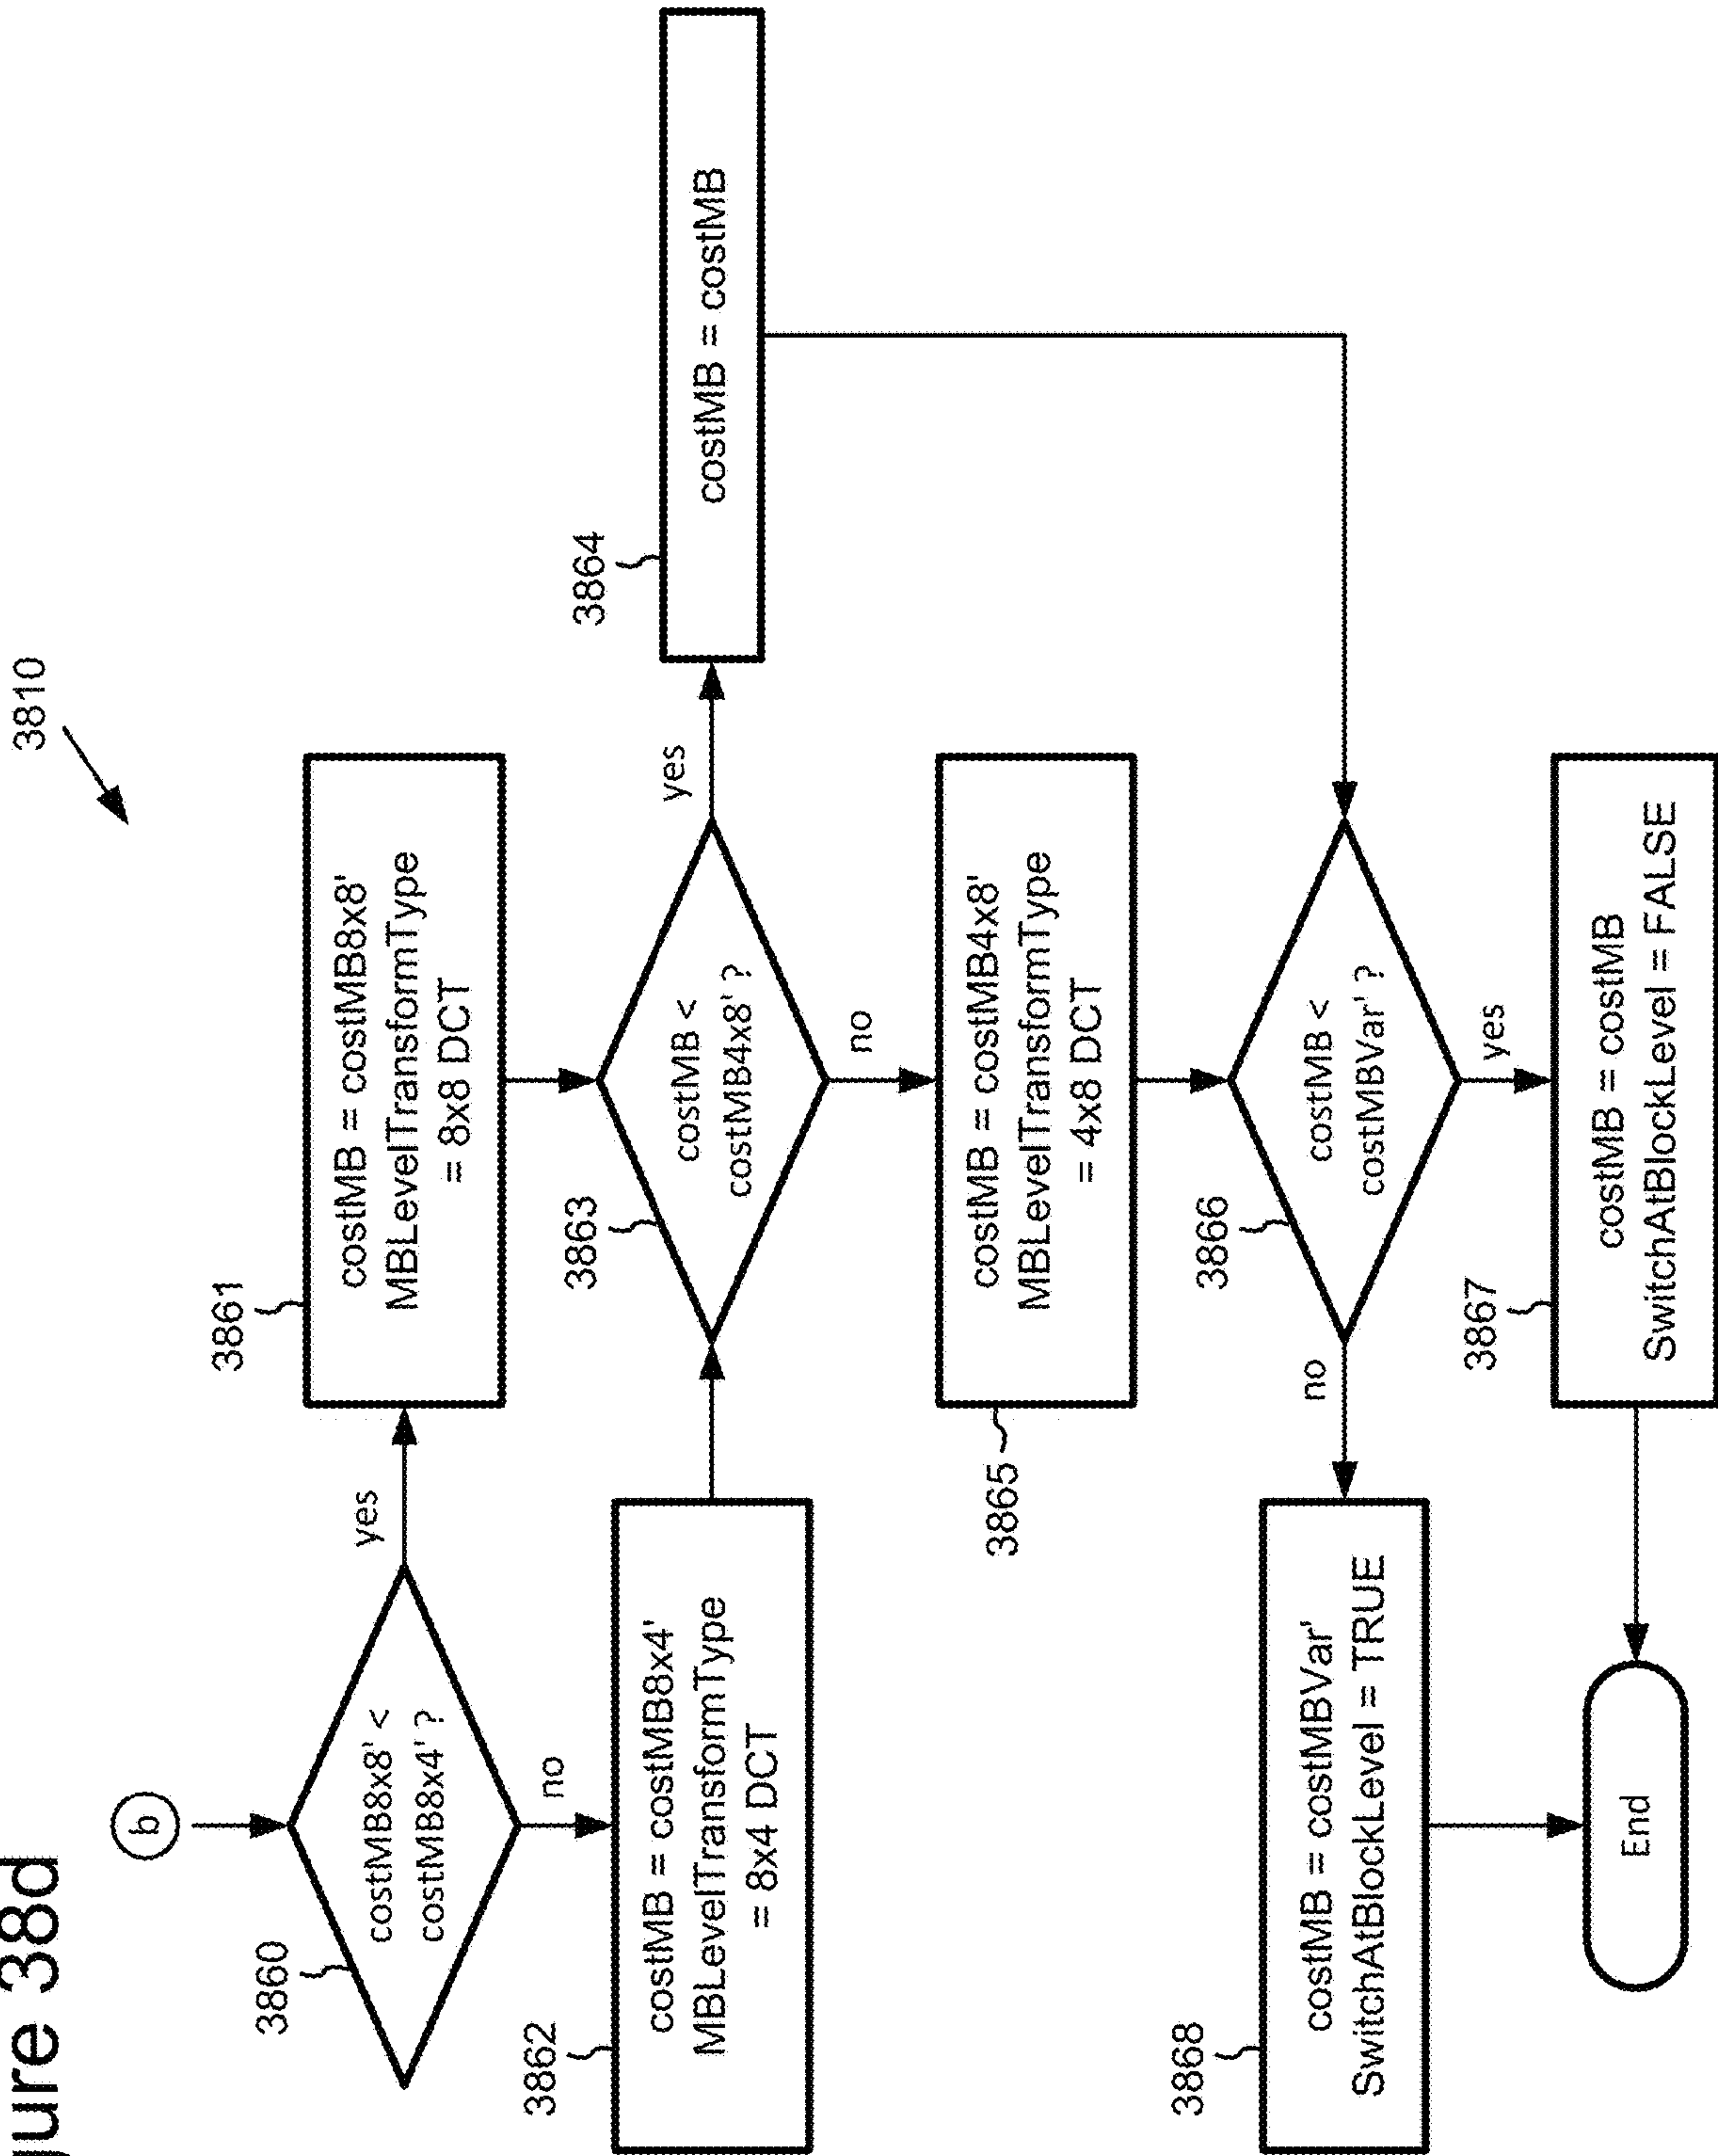 ure 38d
3810
b
3860
costMB8x8' <
costMB8x4' ?
yes
no
3861
costMB = costMB8x8'
MBLevelTransformType
= 8x8 DCT
3862
costMB = costMB8x4'
MBLevelTransformType
= 8x4 DCT
3863
costMB <
costMB4x8' ?
yes
no
3864
costMB = costMB
3865
costMB = costMB4x8'
MBLevelTransformType
= 4x8 DCT
3866
costMB <
costMBVar' ?
no
yes
3868
costMB = costMBVar'
SwitchAtBlockLevel = TRUE
3867
costMB = costMB
SwitchAtBlockLevel = FALSE
End